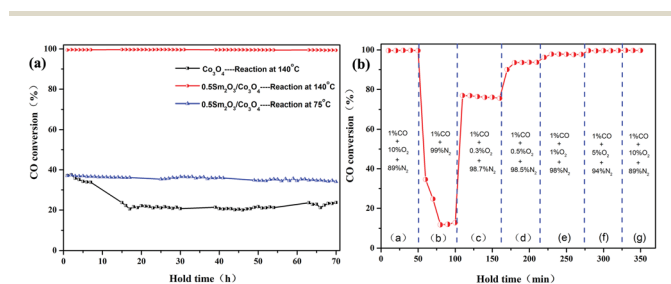 (a)
100
80
60
40
20
0
CO conversion (%)
Co3O4----Reaction at 140°C
0.5Sm2O3/Co3O4---Reaction at 140°C
0.5Sm2O3/Co3O4---Reaction at 75°C
0 10 20 30 40 50 60 70
Hold time (h)
(b)
100
80
60
40
20
0
CO conversion (%)
1%CO
+
10%O2
+
89%N2
(a)
1%CO
+
99%N2
(b)
1%CO
+
0.3%O2
+
98.7%N2
(c)
1%CO
+
0.5%O2
+
98.5%N2
(d)
1%CO
+
1%O2
+
98%N2
(e)
1%CO
+
5%O2
+
94%N2
(f)
1%CO
+
10%O2
+
89%N2
(g)
0 50 100 150 200 250 300 350
Hold time (min)